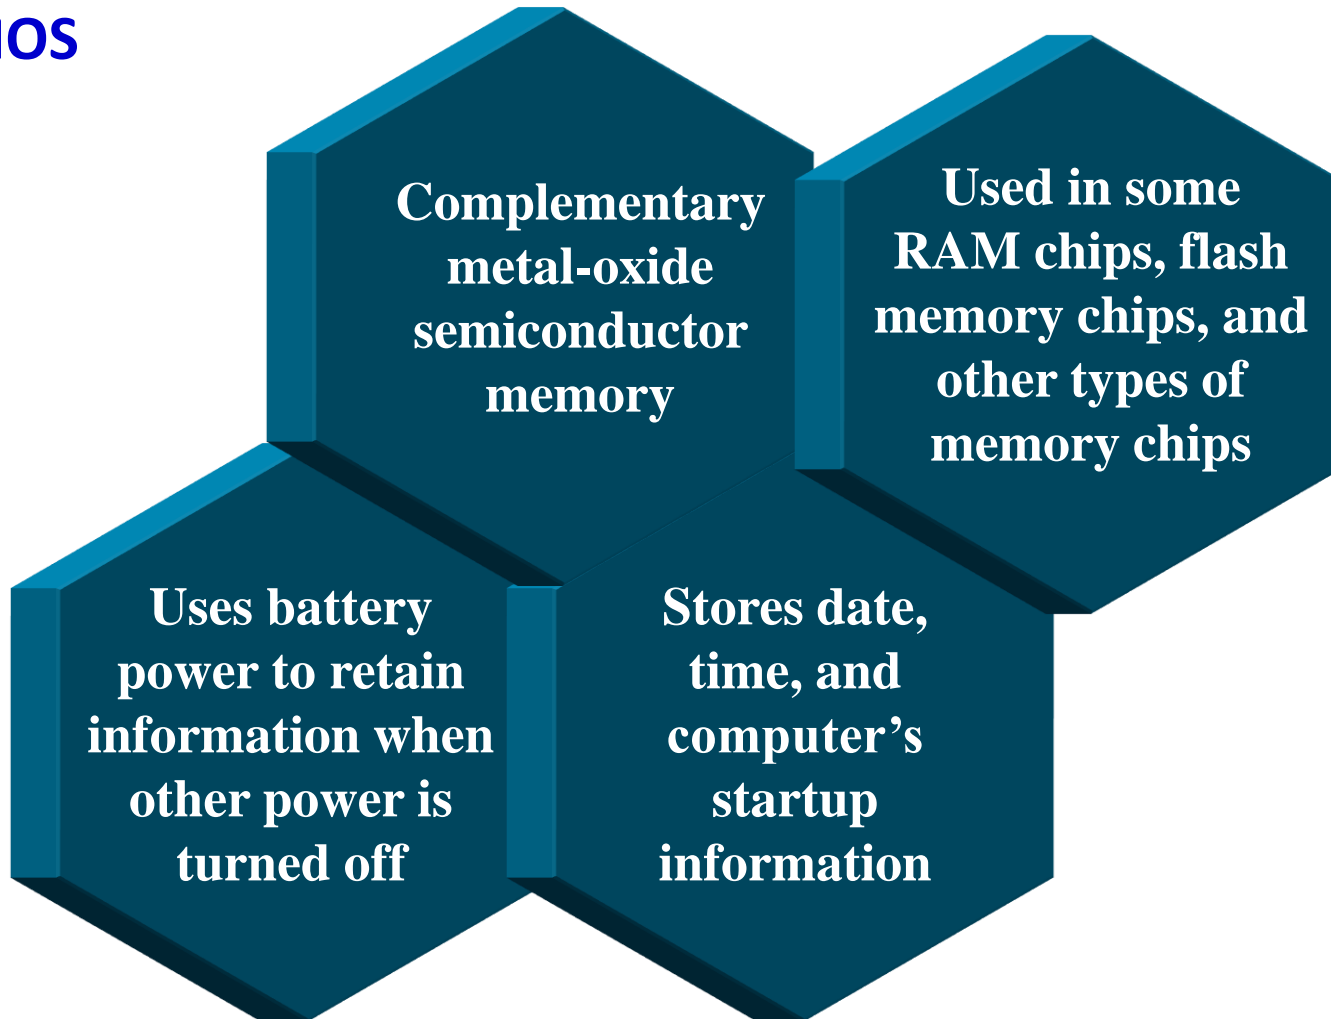 Complementary
metal-oxide
semiconductor
memory
Used in some
RAM chips, flash
memory chips, and
other types of
memory chips
Uses battery
power to retain
information when
other power is
turned off
Stores date,
time, and
computer’s
startup
information